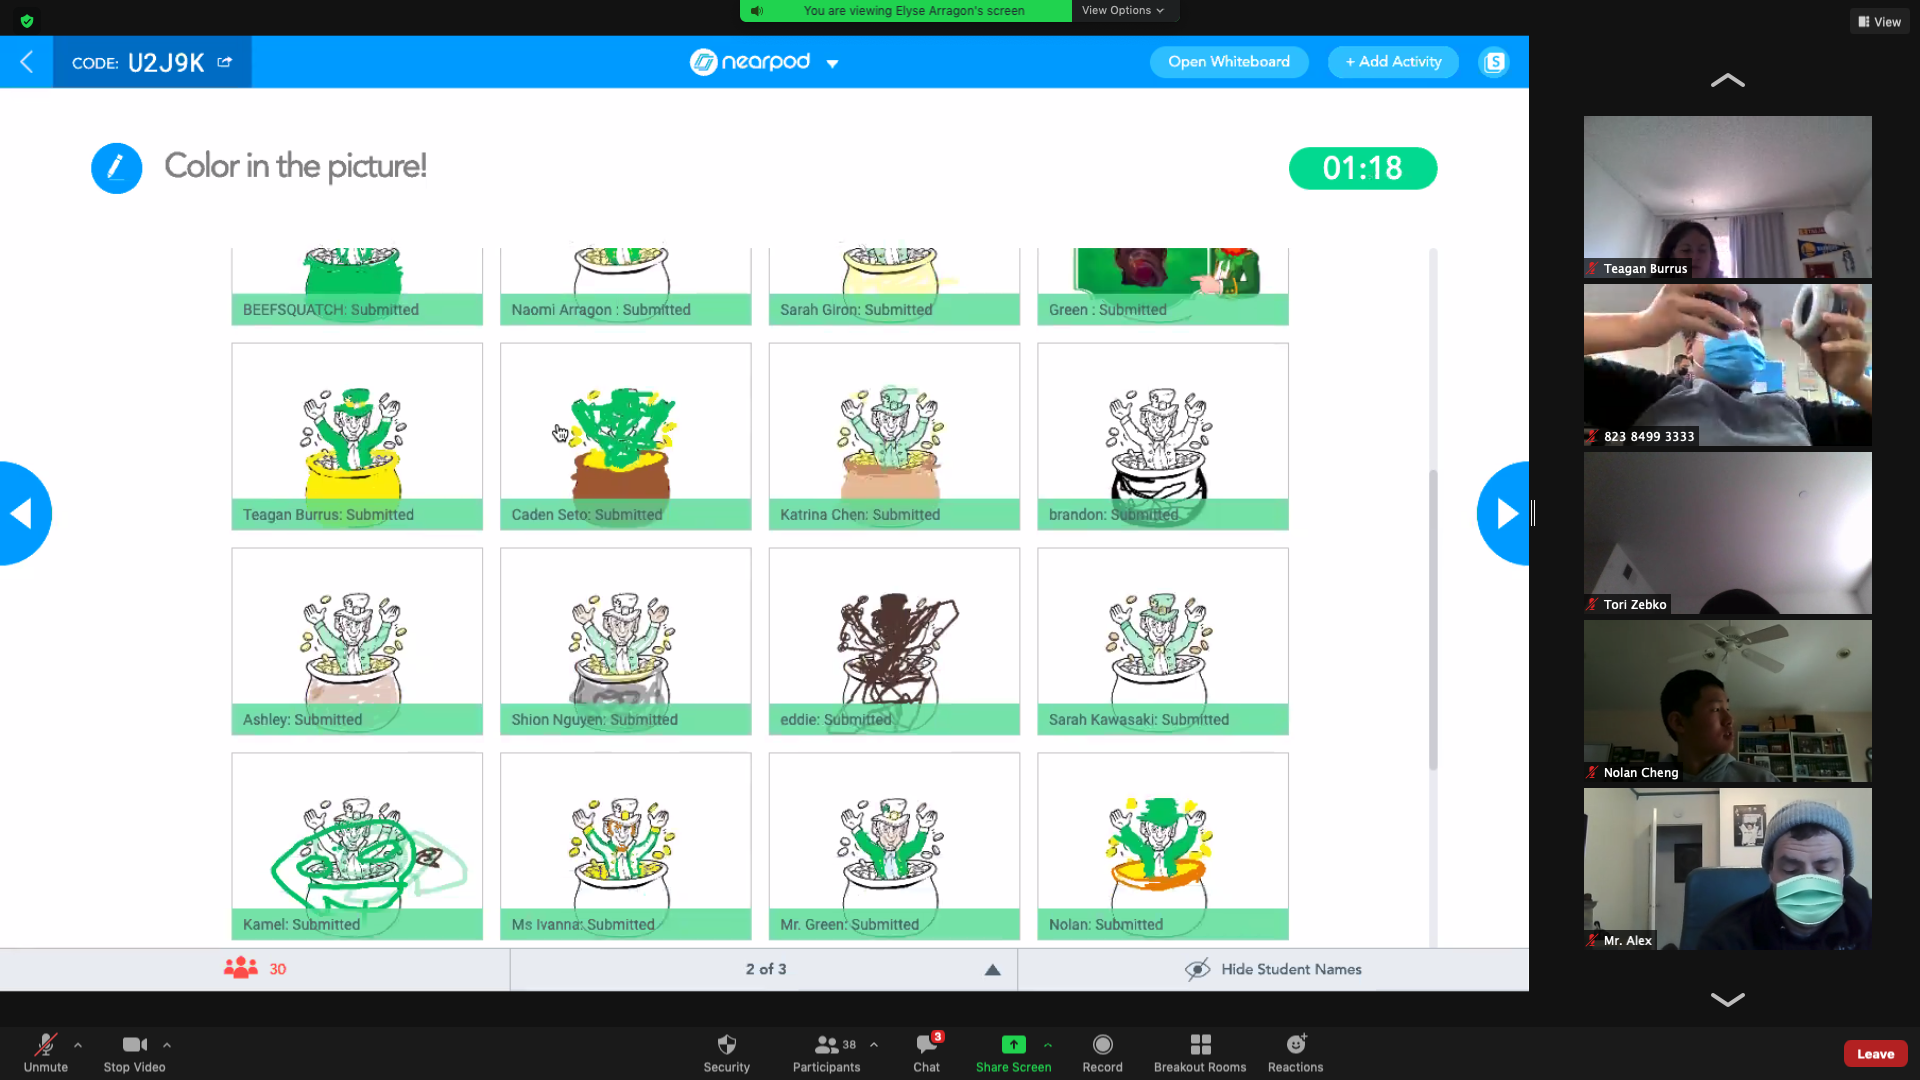 You are viewing Elyse Arragon's screen
View Options
View
CODE: U2J9K
nearpod
Open Whiteboard
+ Add Activity
S
Color in the picture!
01:18
BEEFSQUATCH: Submitted
Naomi Arragon : Submitted
Sarah Giron: Submitted
Green : Submitted
Teagan Burrus: Submitted
Caden Seto: Submitted
Katrina Chen: Submitted
brandon: Submitted
Ashley: Submitted
Shion Nguyen: Submitted
eddie: Submitted
Sarah Kawasaki: Submitted
Kamel: Submitted
Ms Ivanna: Submitted
Mr. Green: Submitted
Nolan: Submitted
30
2 of 3
Hide Student Names
Teagan Burrus
823 8499 3333
Tori Zebko
Nolan Cheng
Mr. Alex
Unmute
Stop Video
Security
Participants
38
Chat
3
Share Screen
Record
Breakout Rooms
Reactions
Leave